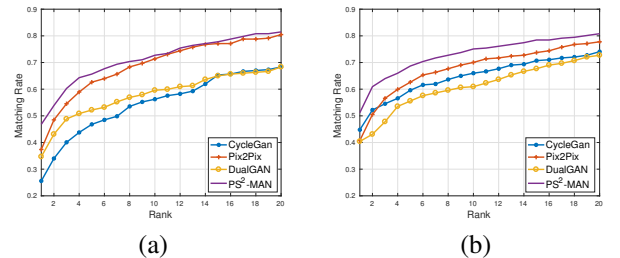 0.9
0.8
0.7
0.6
0.5
0.4
0.3
0.2
Matching Rate
2 4 6 8 10 12 14 16 18 20
Rank
CycleGan
Pix2Pix
DualGAN
PS²-MAN
(a)
0.9
0.8
0.7
0.6
0.5
0.4
0.3
0.2
Matching Rate
2 4 6 8 10 12 14 16 18 20
Rank
CycleGan
Pix2Pix
DualGAN
PS²-MAN
(b)